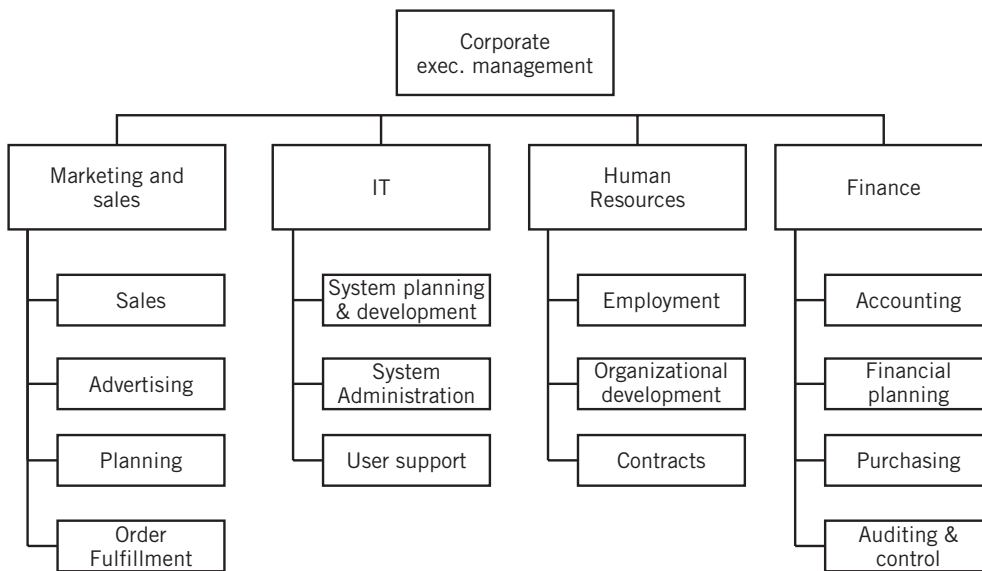 Corporate
exec. management
Marketing and
sales
IT
Human
Resources
Finance
Sales
System planning
& development
Employment
Accounting
Advertising
System
Administration
Organizational
development
Financial
planning
Planning
User support
Contracts
Purchasing
Order
Fulfillment
Auditing &
control